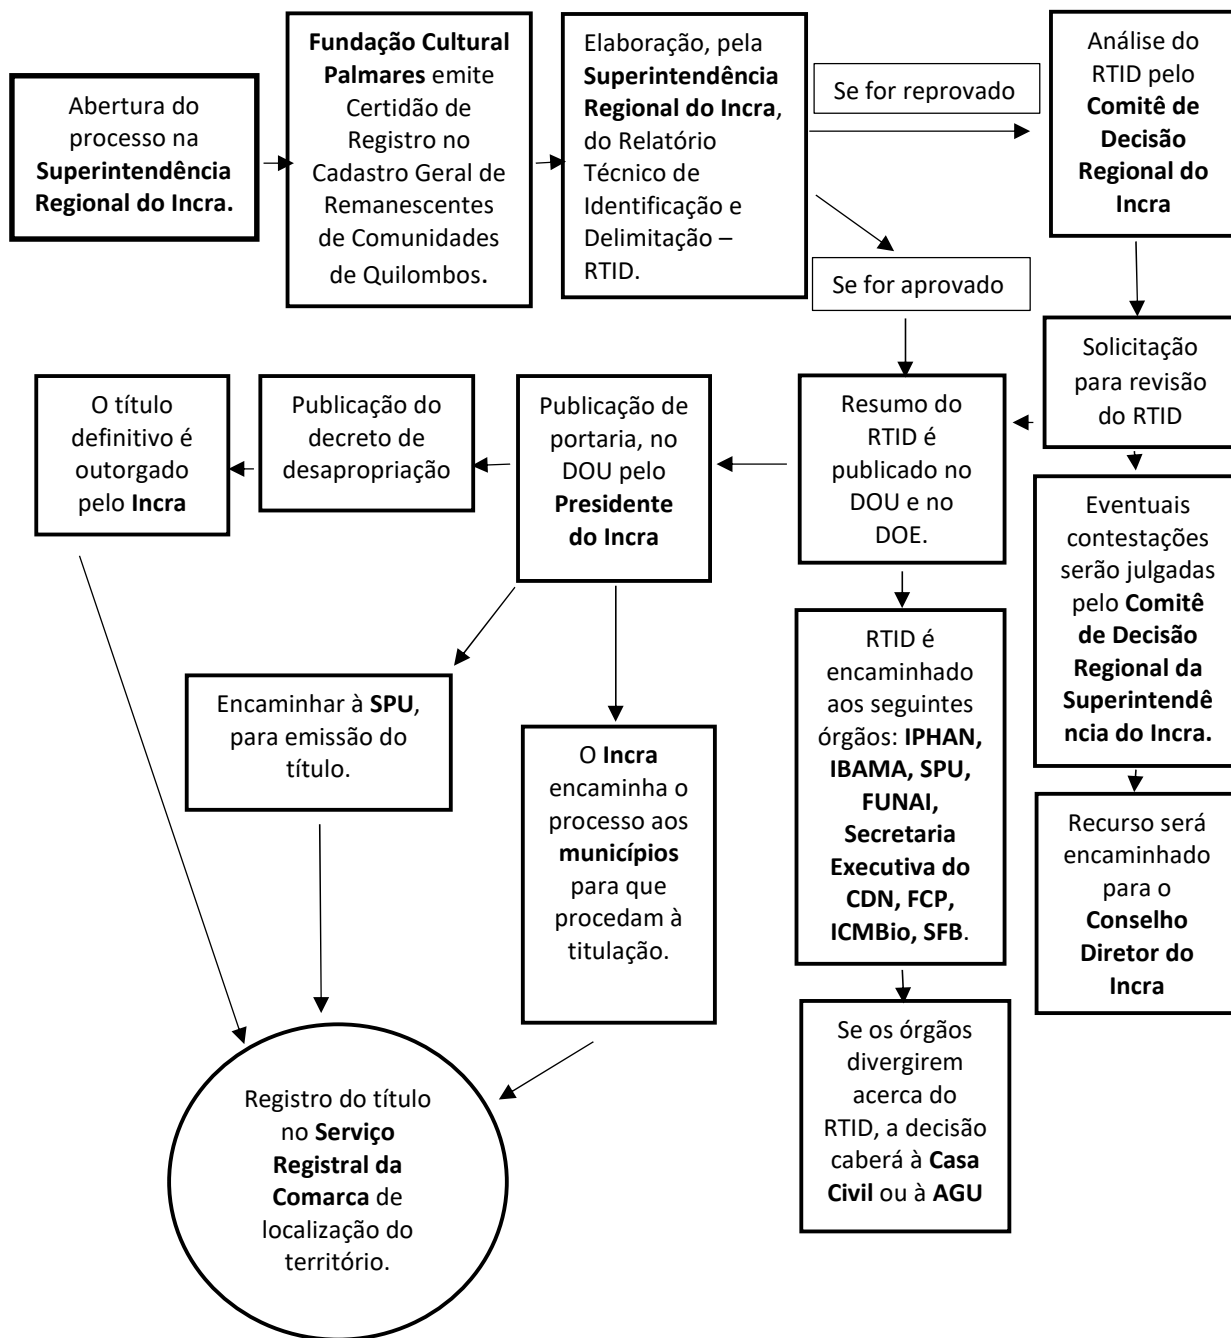 Abertura do
processo na
Superintendência
Regional do Incra.
Fundação Cultural
Palmares emite
Certidão de
Registro no
Cadastro Geral de
Remanescentes
de Comunidades
de Quilombos.
Elaboração, pela
Superintendência
Regional do Incra,
do Relatório
Técnico de
Identificação e
Delimitação –
RTID.
Se for reprovado
Se for aprovado
Análise do
RTID pelo
Comitê de
Decisão
Regional do
Incra
Solicitação
para revisão
do RTID
Resumo do
RTID é
publicado no
DOU e no
DOE.
Publicação de
portaria, no
DOU pelo
Presidente
do Incra
Publicação do
decreto de
desapropriação
O título
definitivo é
outorgado
pelo Incra
Eventuais
contestações
serão julgadas
pelo Comitê
de Decisão
Regional da
Superintendê
ncia do Incra.
RTID é
encaminhado
aos seguintes
órgãos: IPHAN,
IBAMA, SPU,
FUNAI,
Secretaria
Executiva do
CDN, FCP,
ICMBio, SFB.
Encaminhar à SPU,
para emissão do
título.
O Incra
encaminha o
processo aos
municípios
para que
procedam à
titulação.
Recurso será
encaminhado
para o
Conselho
Diretor do
Incra
Se os órgãos
divergirem
acerca do
RTID, a decisão
caberá à Casa
Civil ou à AGU
Registro do título
no Serviço
Registral da
Comarca de
localização do
território.